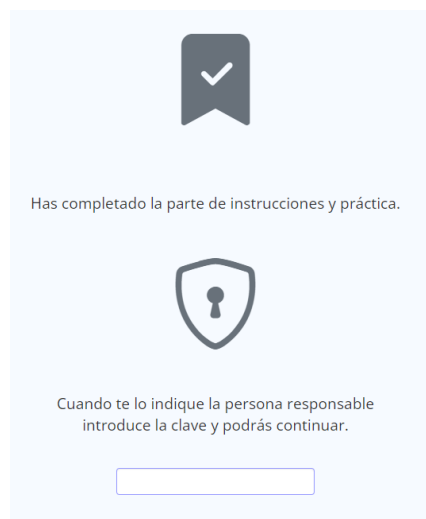 Has completado la parte de instrucciones y práctica.
Cuando te lo indique la persona responsable
introduce la clave y podrás continuar.